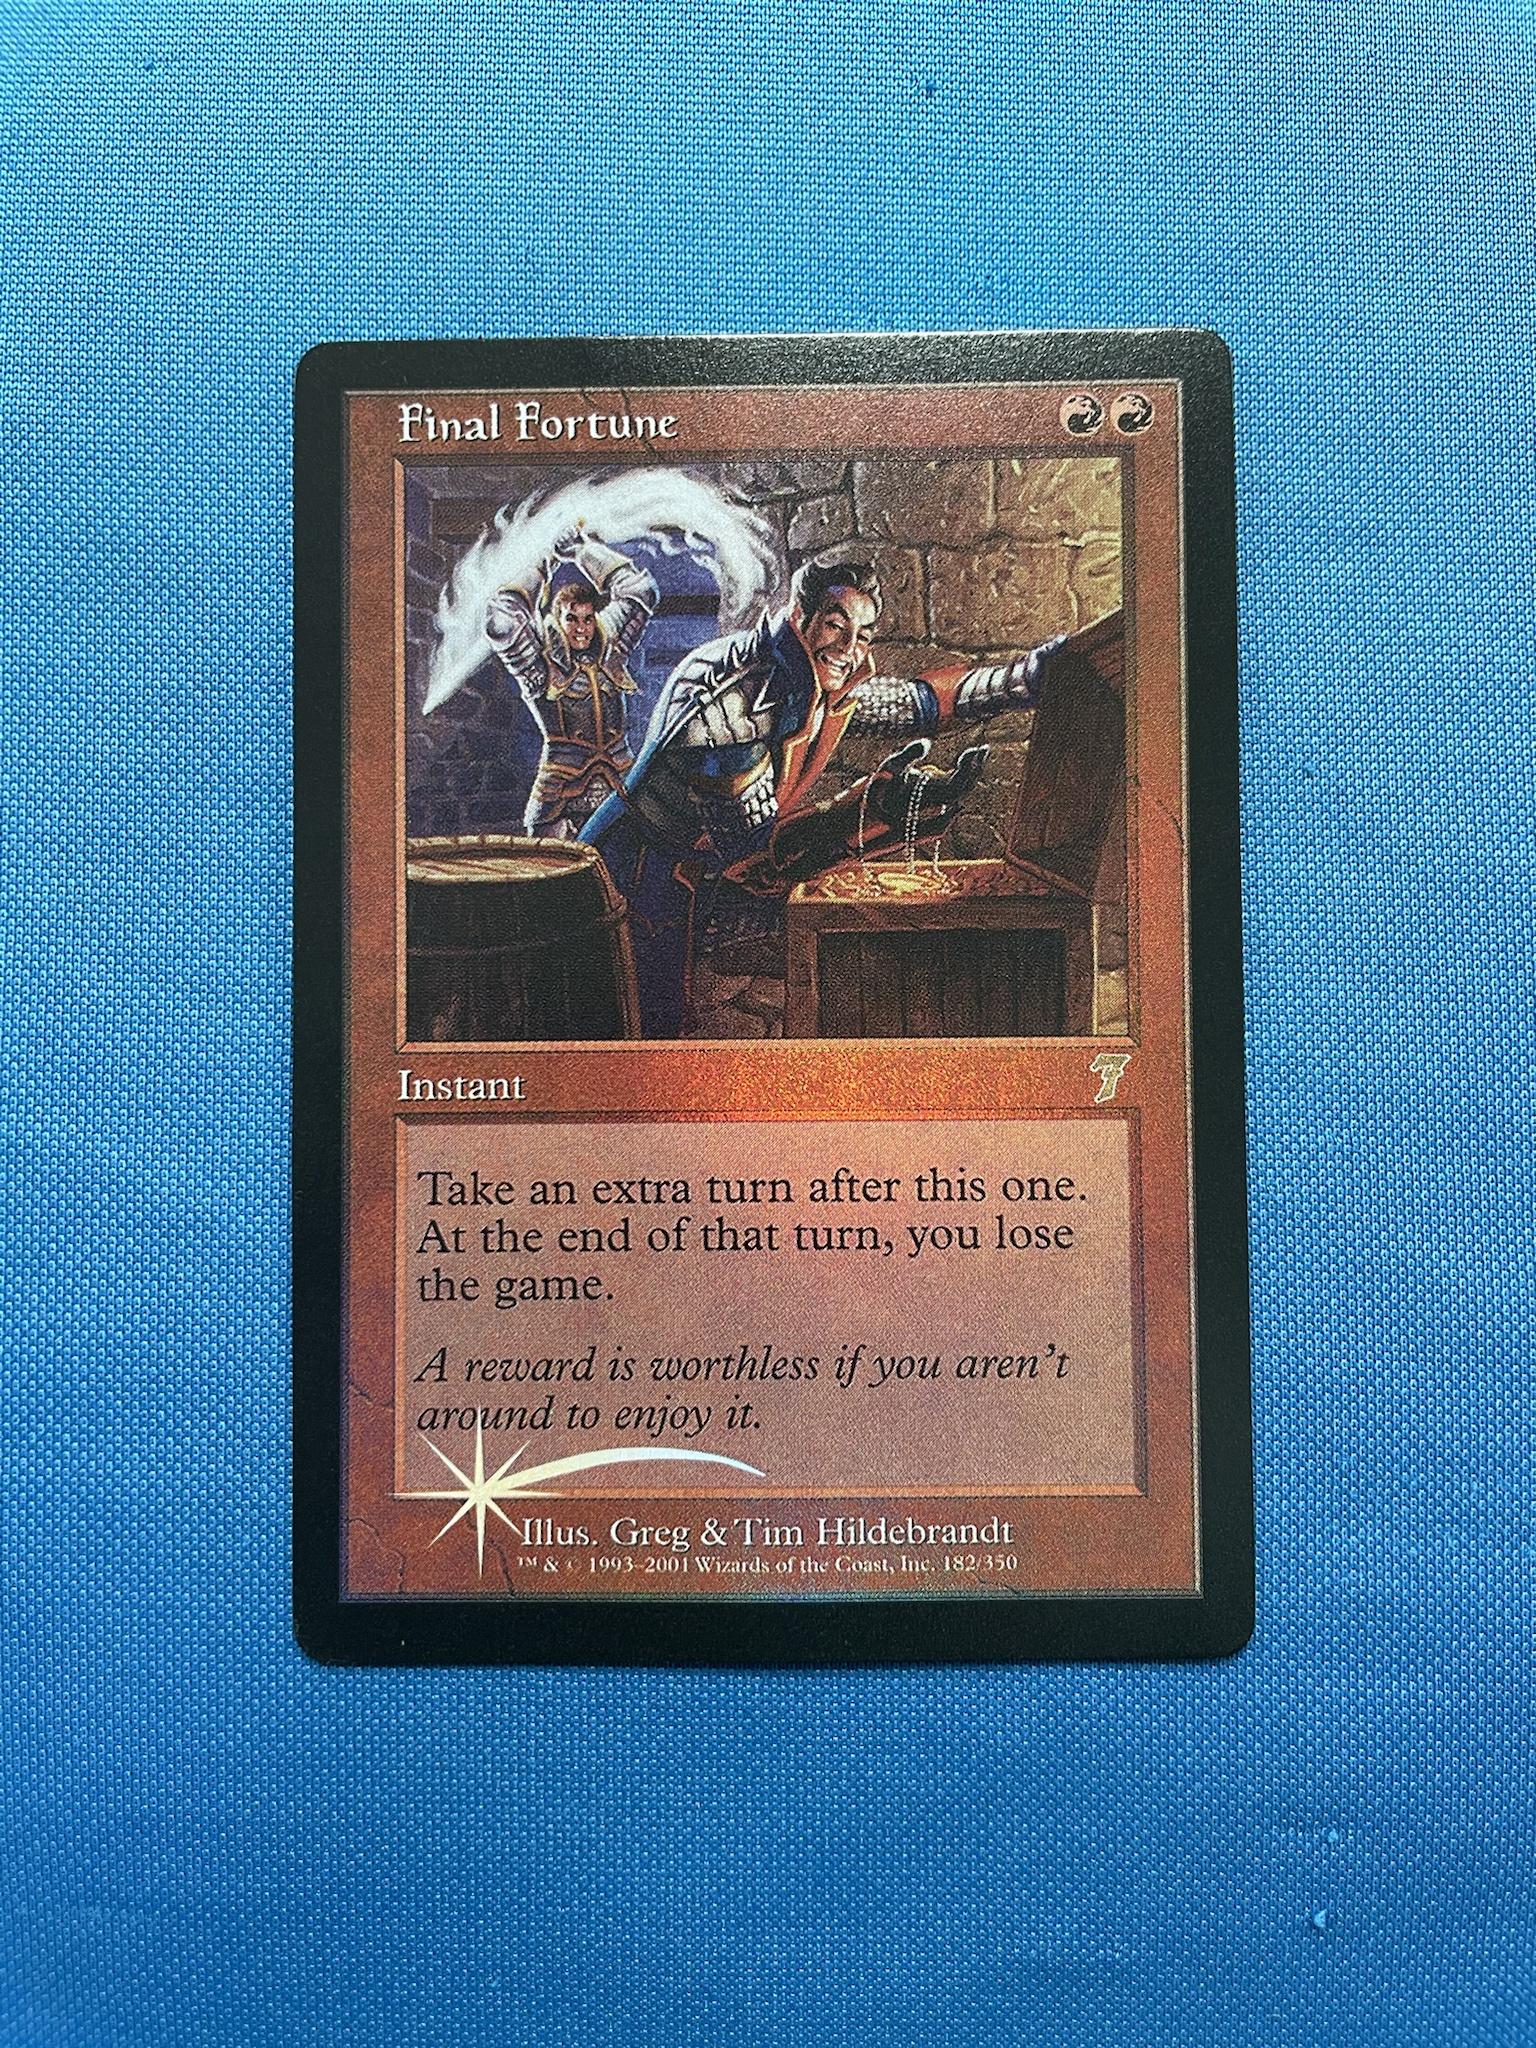 Final Fortune
Instant
7
Take an extra turn after this one.
At the end of that turn, you lose
the game.
A reward is worthless if you aren't
around to enjoy it.
Illus. Greg & Tim Hildebrandt
™ & © 1993–2001 Wizards of the Coast, Inc. 182/350